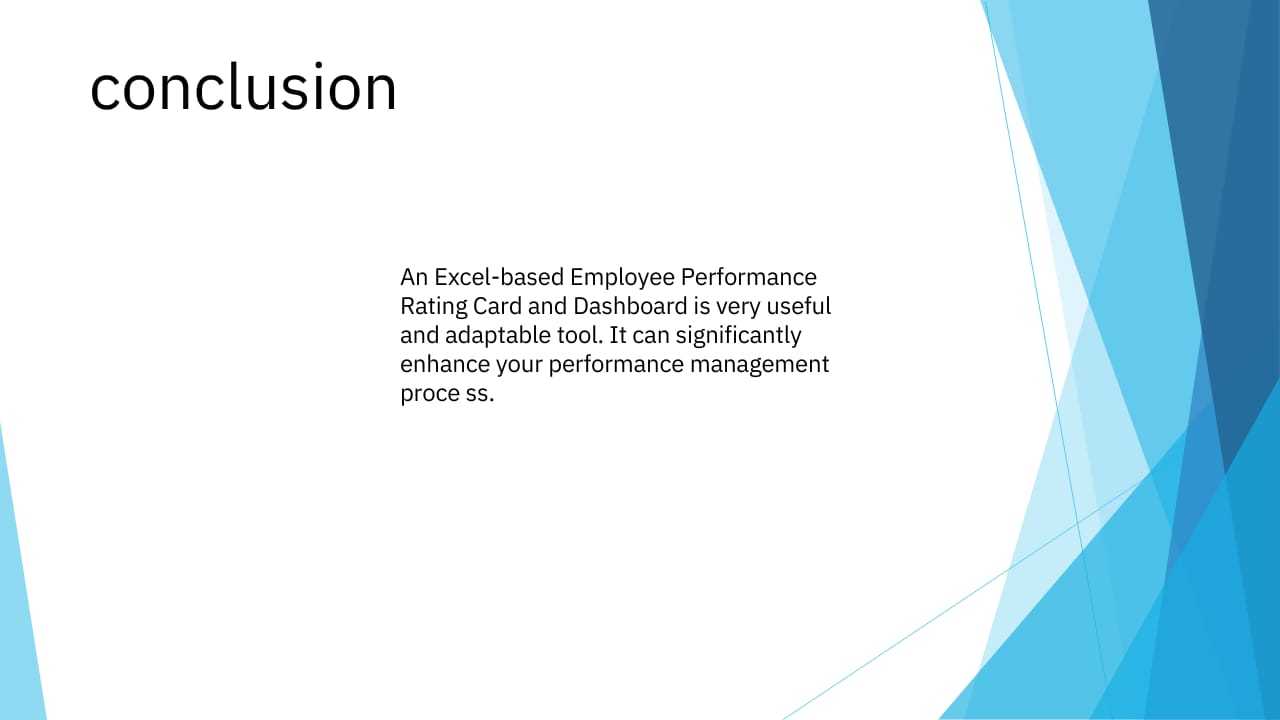 conclusion
An Excel-based Employee Performance
Rating Card and Dashboard is very useful
and adaptable tool. It can significantly
enhance your performance management
proce ss.